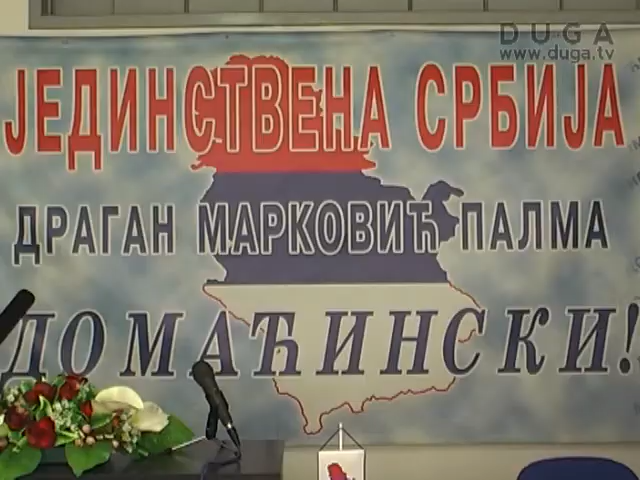 DUGA
www.duga.tv
ЈЕДИНСТВЕНА СРБИЈА
ДРАГАН МАРКОВИЋ ПАЛМА
ДОМАЋИНСКИ!